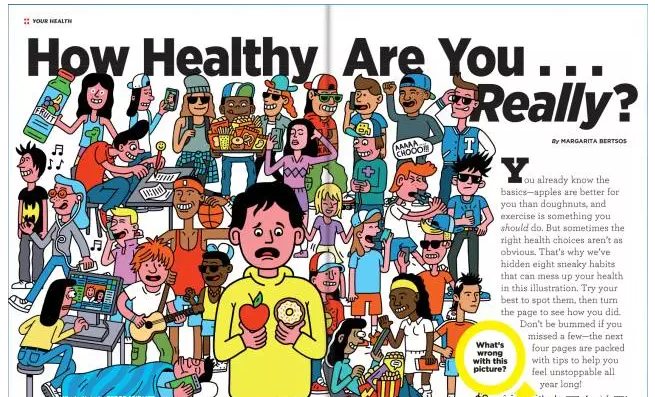 YOUR HEALTH
How Healthy Are You . . .
Really?
By MARGARITA BERTSOS
FRUIT
AAAA
CHOOO!!!
I
You already know the
basics—apples are better for
you than doughnuts, and
exercise is something you
should do. But sometimes the
right health choices aren't as
obvious. That's why we've
hidden eight sneaky habits
that can mess up your health
in this illustration. Try your
best to spot them, then turn
the page to see how you did.
Don't be bummed if you
missed a few—the next
four pages are packed
with tips to help you
feel unstoppable all
year long!
What's
wrong
with this
picture?